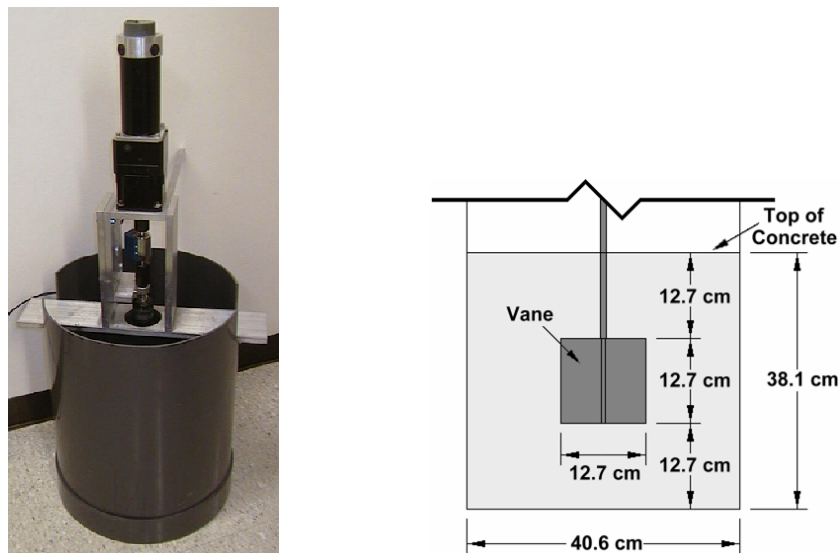 Top of
Concrete
12.7 cm
Vane
12.7 cm
38.1 cm
12.7 cm
12.7 cm
40.6 cm